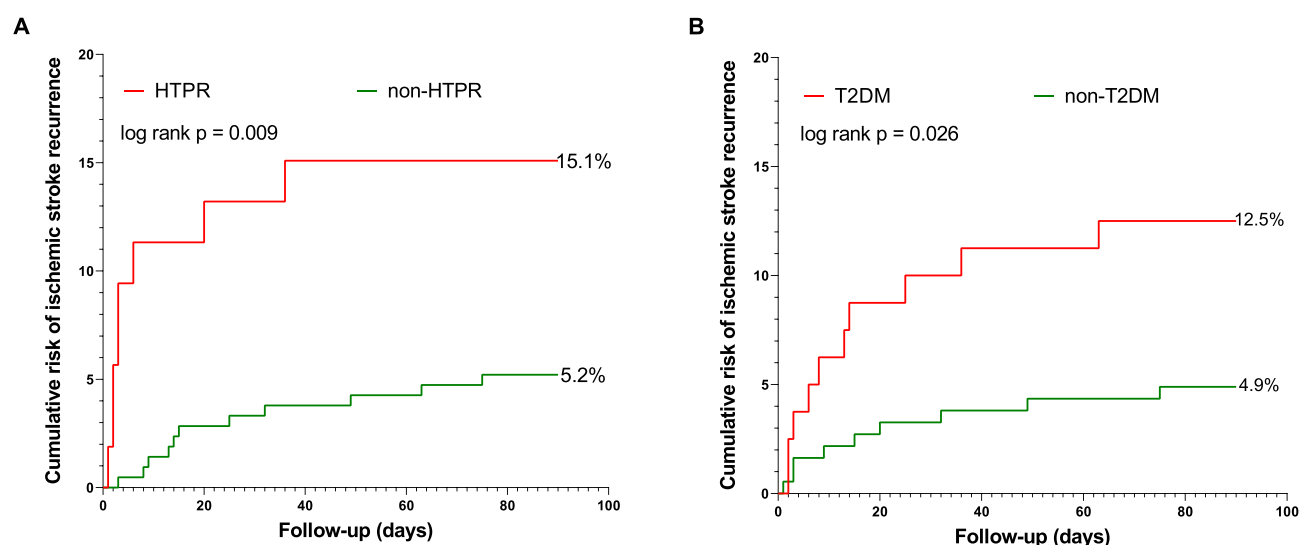 A
Cumulative risk of ischemic stroke recurrence
20
15
10
5
0
HTPR
non-HTPR
log rank p = 0.009
15.1%
5.2%
0 20 40 60 80 100
Follow-up (days)
B
Cumulative risk of ischemic stroke recurrence
20
15
10
5
0
T2DM
non-T2DM
log rank p = 0.026
12.5%
4.9%
0 20 40 60 80 100
Follow-up (days)